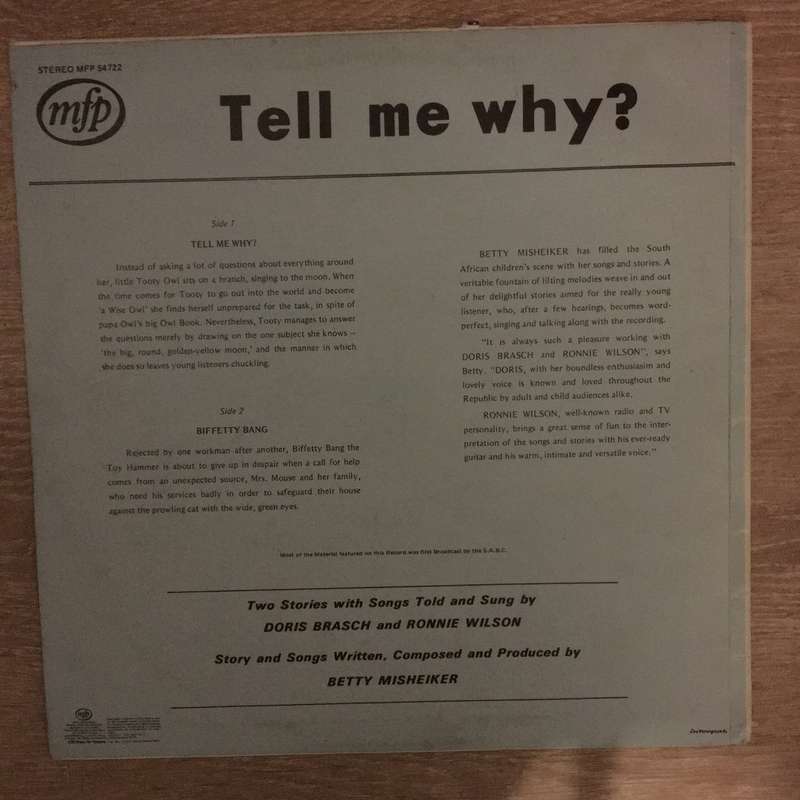 STEREO MFP 54722
mfp
Tell me why?
Side 1
TELL ME WHY?
Instead of asking a lot of questions about everything around
her, little Tooty Owl sits on a branch, singing to the moon. When
the time comes for Tooty to go out into the world and become
'a Wise Owl' she finds herself unprepared for the task, in spite of
papa Owl's big Owl Book. Nevertheless, Tooty manages to answer
the questions merely by drawing on the one subject she knows –
'the big, round, golden-yellow moon,' and the manner in which
she does so leaves young listeners chuckling.
Side 2
BIFFETTY BANG
Rejected by one workman after another, Biffetty Bang the
Toy Hammer is about to give up in despair when a call for help
comes from an unexpected source, Mrs. Mouse and her family,
who need his services badly in order to safeguard their house
against the prowling cat with the wide, green eyes.
BETTY MISHEIKER has filled the South
African children's scene with her songs and stories. A
veritable fountain of lilting melodies weave in and out
of her delightful stories aimed for the really young
listener, who, after a few hearings, becomes word-
perfect, singing and talking along with the recording.
"It is always such a pleasure working with
DORIS BRASCH and RONNIE WILSON", says
Betty. "DORIS, with her boundless enthusiasim and
lovely voice is known and loved throughout the
Republic by adult and child audiences alike.
RONNIE WILSON, well-known radio and TV
personality, brings a great sense of fun to the inter-
pretation of the songs and stories with his ever-ready
guitar and his warm, intimate and versatile voice."
Most of the Material featured on this Record was first Broadcast by the S.A.B.C.
Two Stories with Songs Told and Sung by
DORIS BRASCH and RONNIE WILSON
Story and Songs Written, Composed and Produced by
BETTY MISHEIKER
mfp